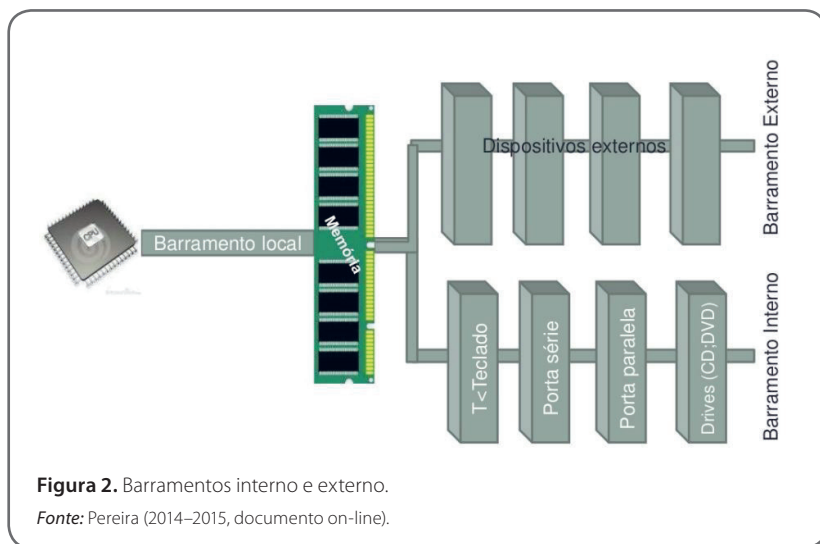 CPU
Barramento local
Memória
Dispositivos externos
Barramento Externo
T<Teclado
Porta série
Porta paralela
Drives (CD;DVD)
Barramento Interno
Figura 2. Barramentos interno e externo.
Fonte: Pereira (2014–2015, documento on-line).